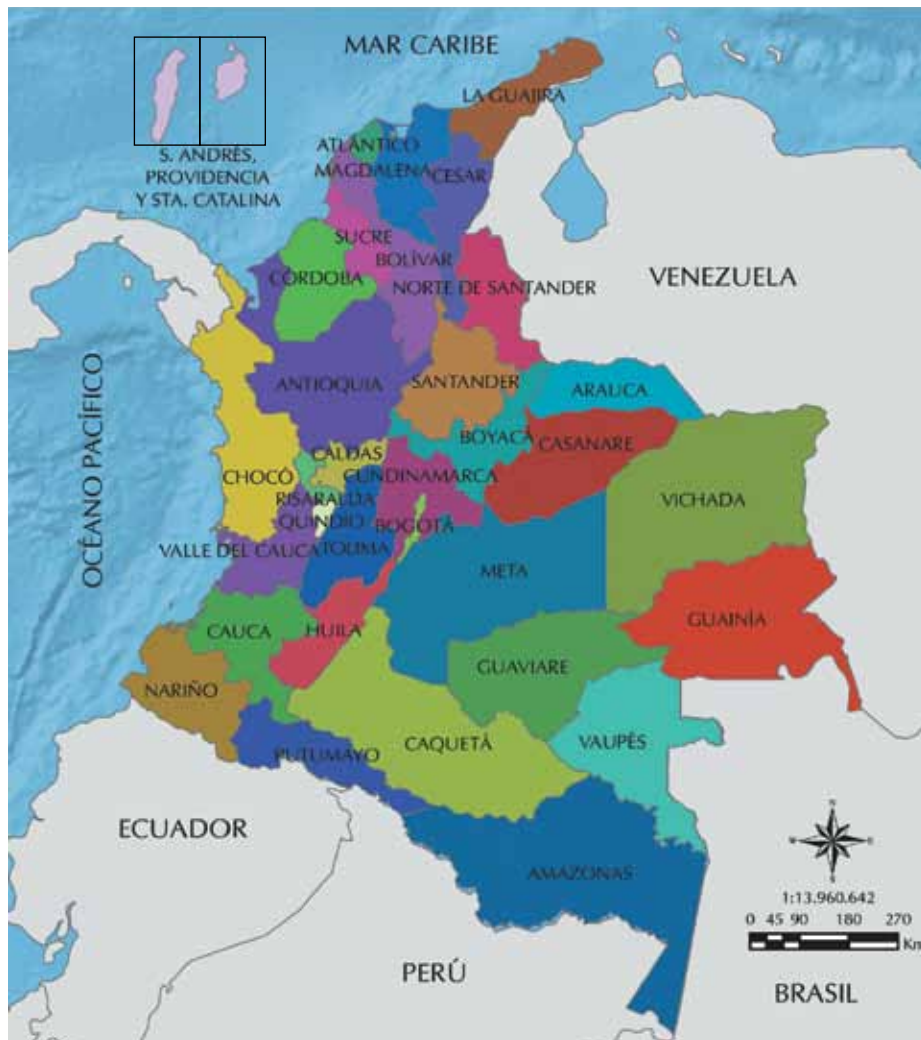 MAR CARIBE
LA GUAJIRA
ATLÁNTICO
MAGDALENA
CESAR
S. ANDRÉS,
PROVIDENCIA
Y STA. CATALINA
SUCRE
BOLÍVAR
CÓRDOBA
NORTE DE SANTANDER
VENEZUELA
OCÉANO PACÍFICO
ANTIOQUIA
SANTANDER
ARAUCA
BOYACÁ
CASANARE
CALDAS
CHOCÓ
CUNDINAMARCA
VICHADA
RISARALDA
QUINDIO
BOGOTÁ
VALLE DEL CAUCA
TOLIMA
META
GUAINÍA
CAUCA
HUILA
GUAVIARE
NARIÑO
CAQUETÁ
VAUPÉS
PUTUMAYO
ECUADOR
AMAZONAS
N
W
E
S
1:13.960.642
0 45 90 180 270
Km
PERÚ
BRASIL